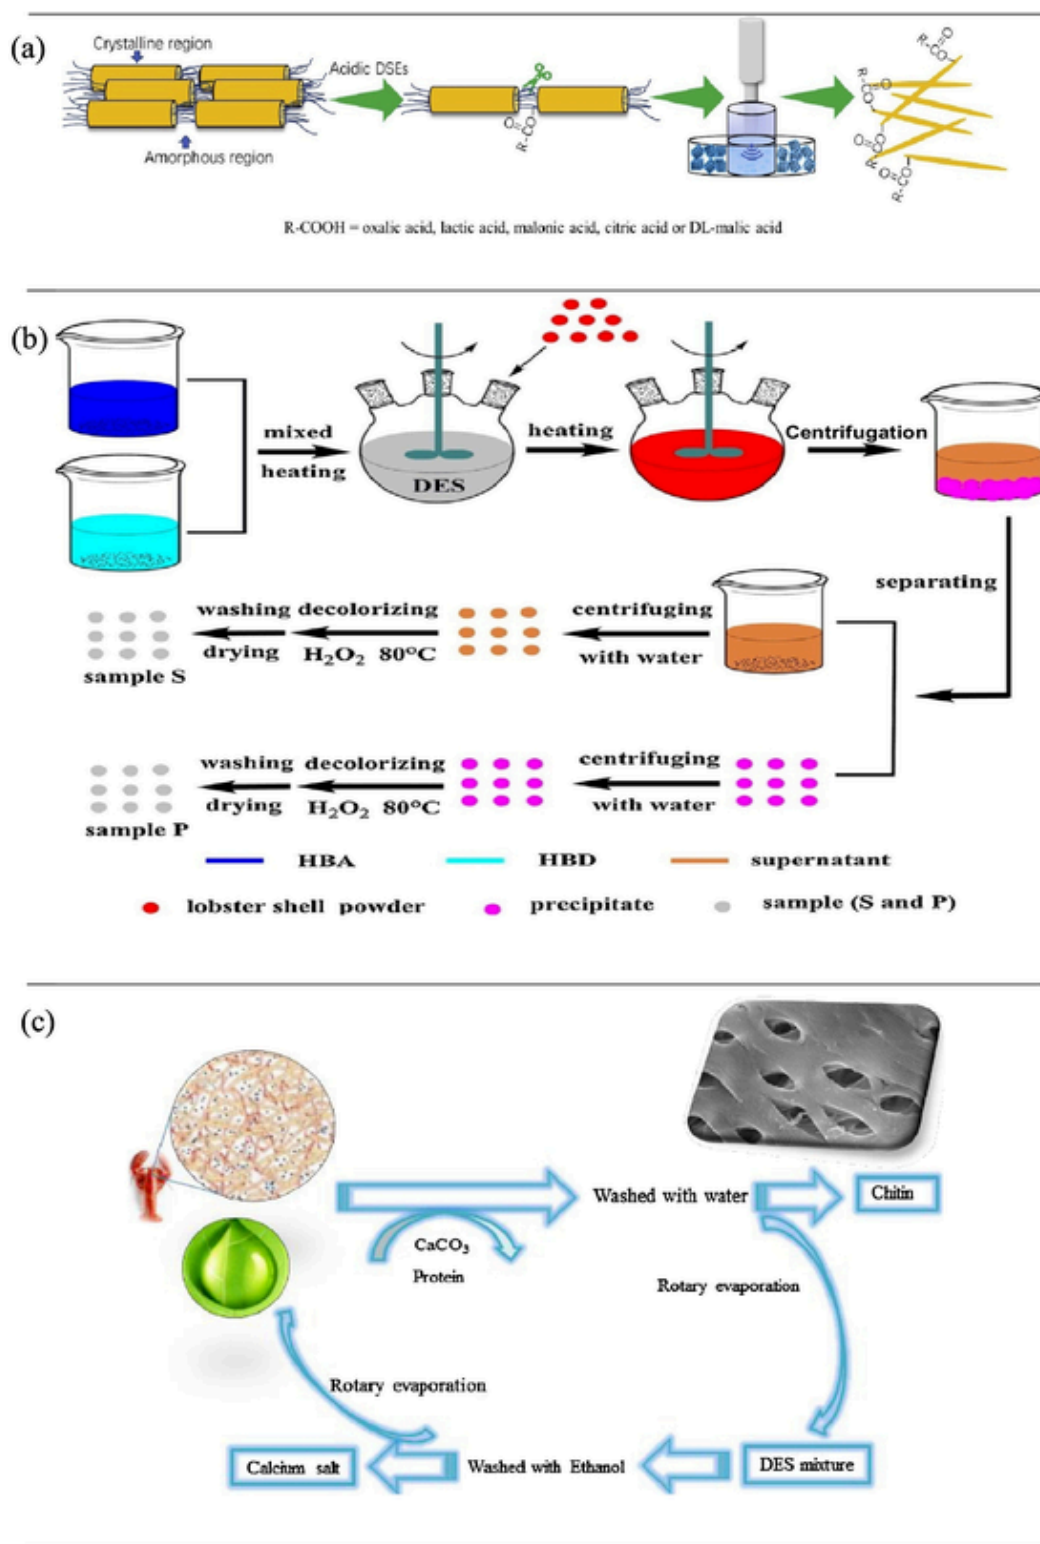 (a)
Crystalline region
Acidic DSEs
Amorphous region
O=C-O
R
R-C-O
O
R-COOH = oxalic acid, lactic acid, malonic acid, citric acid or DL-malic acid
(b)
mixed
heating
DES
heating
Centrifugation
separating
washing decolorizing
drying H₂O₂ 80°C
centrifuging
with water
sample S
washing decolorizing
drying H₂O₂ 80°C
centrifuging
with water
sample P
HBA HBD supernatant
lobster shell powder precipitate sample (S and P)
(c)
Washed with water
Chitin
CaCO₃
Protein
Rotary evaporation
Rotary evaporation
Calcium salt
Washed with Ethanol
DES mixture